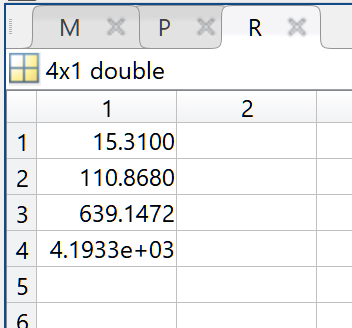 M P R
4x1 double
1 2
1 15.3100
2 110.8680
3 639.1472
4 4.1933e+03
5
6